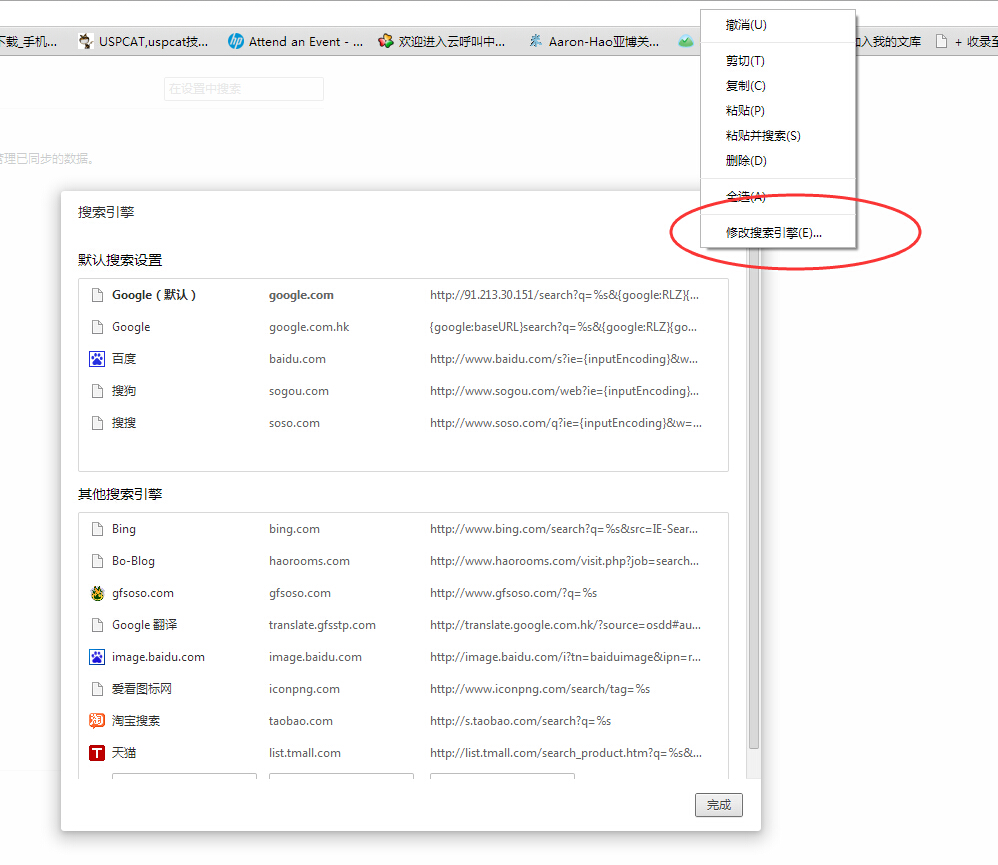 下载_手机...
USPCAT,uspcat技...
Attend an Event - ...
欢迎进入云呼叫中...
Aaron-Hao亚博关...
加入我的文库
+ 收录至
撤消(U)
剪切(T)
复制(C)
粘贴(P)
粘贴并搜索(S)
删除(D)
全选(A)
修改搜索引擎(E)...
在设置中搜索
管理已同步的数据。
搜索引擎
默认搜索设置
Google ( 默认 ) google.com http://91.213.30.151/search?q=%s&{google:RLZ}{...
Google google.com.hk {google:baseURL}search?q=%s&{google:RLZ}{go...
百度 baidu.com http://www.baidu.com/s?ie={inputEncoding}&w...
搜狗 sogou.com http://www.sogou.com/web?ie={inputEncoding}...
搜搜 soso.com http://www.soso.com/q?ie={inputEncoding}&w=...
其他搜索引擎
Bing bing.com http://www.bing.com/search?q=%s&src=IE-Sear...
Bo-Blog haorooms.com http://www.haorooms.com/visit.php?job=search...
gfsoso.com gfsoso.com http://www.gfsoso.com/?q=%s
Google 翻译 translate.gfsstp.com http://translate.google.com.hk/?source=osdd#au...
image.baidu.com image.baidu.com http://image.baidu.com/i?tn=baiduimage&ipn=r...
爱看图标网 iconpng.com http://www.iconpng.com/search/tag=%s
淘宝搜索 taobao.com http://s.taobao.com/search?q=%s
天猫 list.tmall.com http://list.tmall.com/search_product.htm?q=%s&...
完成